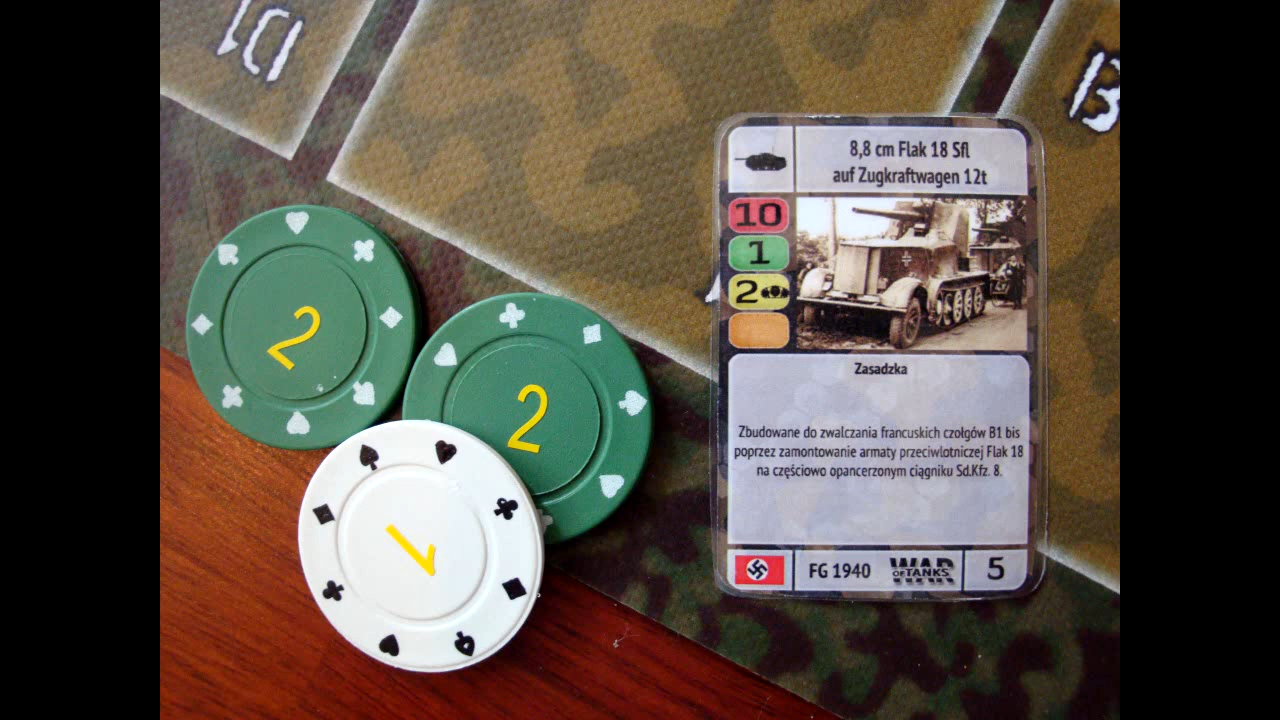 D1
B
8,8 cm Flak 18 Sfl
auf Zugkraftwagen 12t
10
1
2
Zasadzka
Zbudowane do zwalczania francuskich czołgów B1 bis
poprzez zamontowanie armaty przeciwlotniczej Flak 18
na częściowo opancerzonym ciągniku Sd.Kfz. 8.
FG 1940
WAR OF TANKS
5
2
2
1